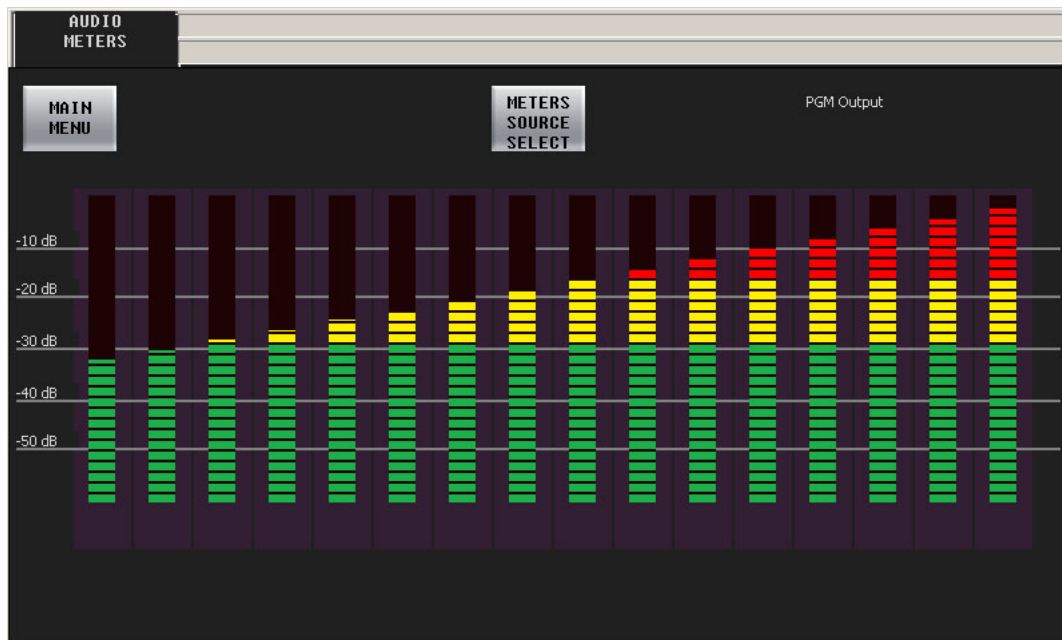 AUDIO
METERS
MAIN
MENU
METERS
SOURCE
SELECT
PGM Output
-10 dB
-20 dB
-30 dB
-40 dB
-50 dB